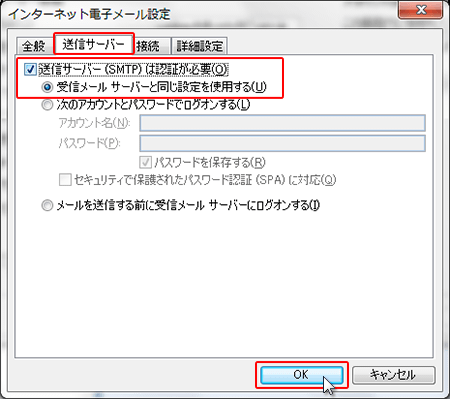 インターネット電子メール設定
全般 送信サーバー 接続 詳細設定
送信サーバー (SMTP) は認証が必要(O)
受信メール サーバーと同じ設定を使用する(U)
次のアカウントとパスワードでログオンする(L)
アカウント名(N):
パスワード(P):
パスワードを保存する(R)
セキュリティで保護されたパスワード認証 (SPA) に対応(Q)
メールを送信する前に受信メール サーバーにログオンする(I)
OK キャンセル